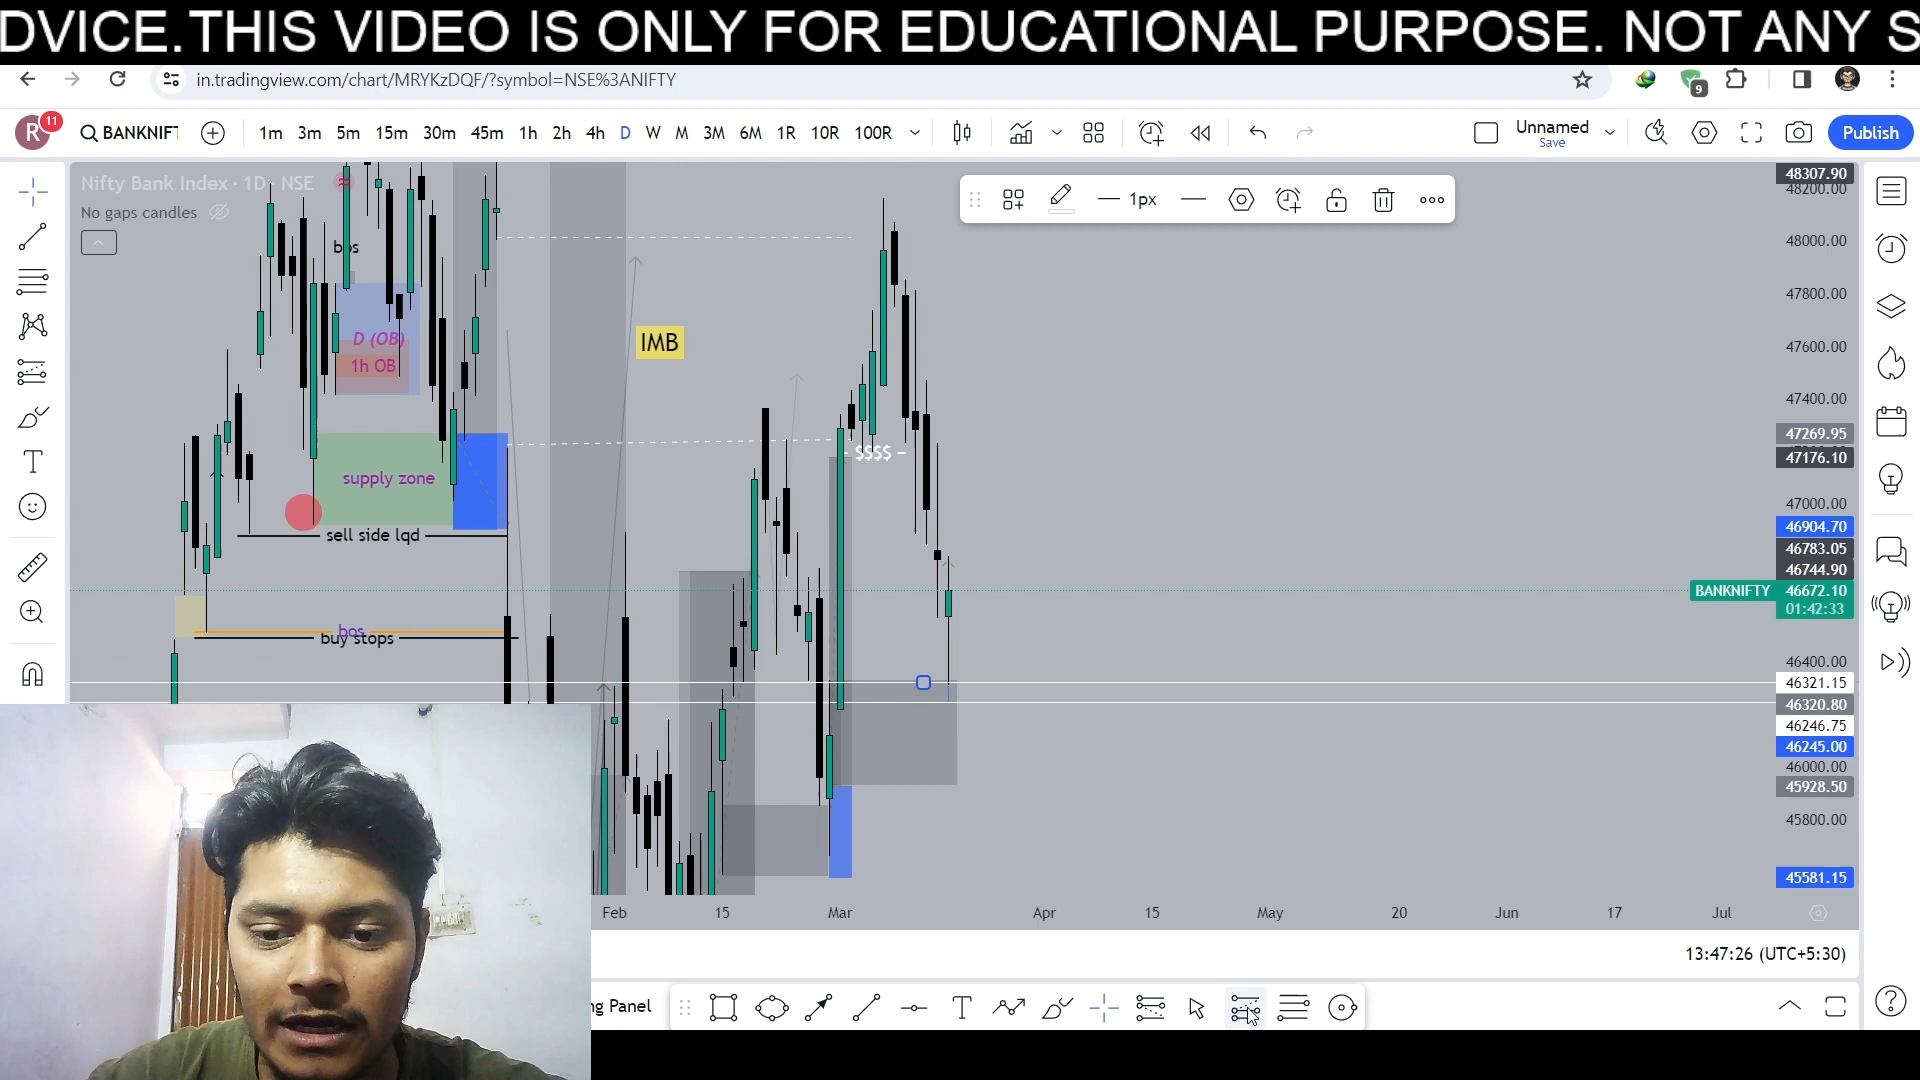 DVICE.THIS VIDEO IS ONLY FOR EDUCATIONAL PURPOSE. NOT ANY S
in.tradingview.com/chart/MRYKzDQF/?symbol=NSE%3ANIFTY
9
R
11
BANKNIF
1m 3m 5m 15m 30m 45m 1h 2h 4h D W M 3M 6M 1R 10R 100R
Unnamed
Save
Publish
Nifty Bank Index · 1D · NSE
No gaps candles
1px
48307.90
48200.00
48000.00
47800.00
47600.00
47400.00
47269.95
47176.10
47000.00
46904.70
46783.05
46744.90
BANKNIFTY 46672.10
01:42:33
46400.00
46321.15
46320.80
46246.75
46245.00
46000.00
45928.50
45800.00
45581.15
bos
D (OB)
1h OB
IMB
$$$$
supply zone
sell side lqd
bos
buy stops
Feb 15 Mar Apr 15 May 20 Jun 17 Jul
13:47:26 (UTC+5:30)
ng Panel